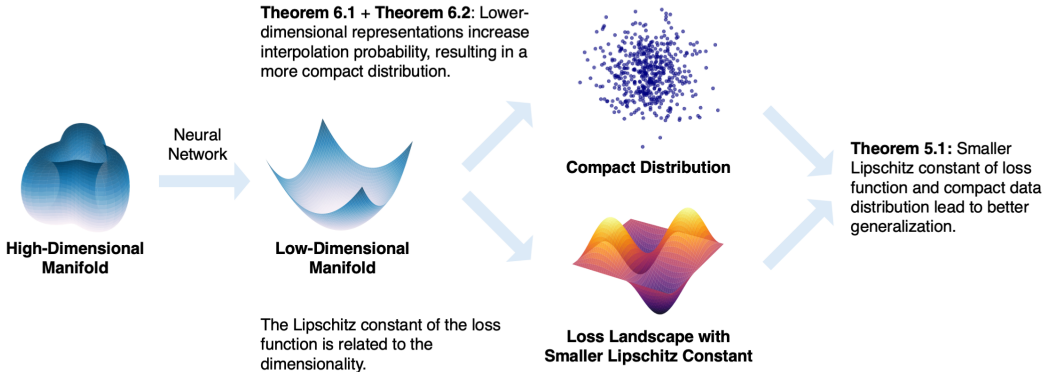 Theorem 6.1 + Theorem 6.2: Lower-
dimensional representations increase
interpolation probability, resulting in a
more compact distribution.
Neural
Network
High-Dimensional
Manifold
Low-Dimensional
Manifold
The Lipschitz constant of the loss
function is related to the
dimensionality.
Compact Distribution
Loss Landscape with
Smaller Lipschitz Constant
Theorem 5.1: Smaller
Lipschitz constant of loss
function and compact data
distribution lead to better
generalization.